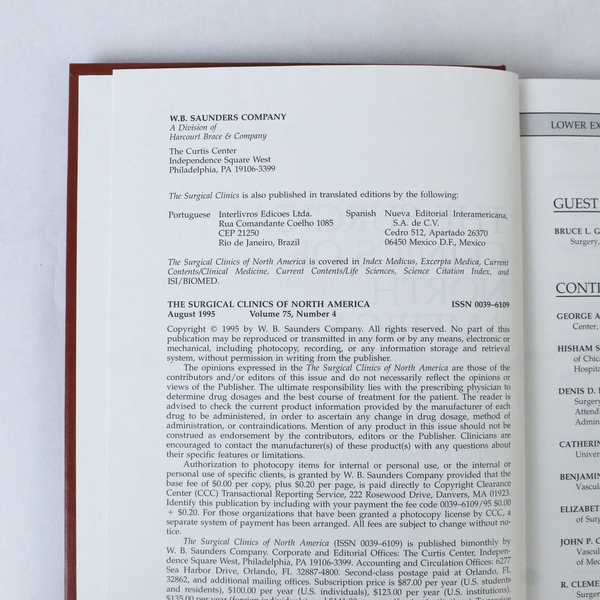 W.B. SAUNDERS COMPANY
A Division of
Harcourt Brace & Company
The Curtis Center
Independence Square West
Philadelphia, PA 19106-3399
The Surgical Clinics is also published in translated editions by the following:
Portuguese Interlivros Edicoes Ltda. Spanish Nueva Editorial Interamericana,
Rua Comandante Coelho 1085 S.A. de C.V.
CEP 21250 Cedro 512, Apartado 26370
Rio de Janeiro, Brazil 06450 Mexico D.F., Mexico
The Surgical Clinics of North America is covered in Index Medicus, Excerpta Medica, Current
Contents/Clinical Medicine, Current Contents/Life Sciences, Science Citation Index, and
ISI/BIOMED.
THE SURGICAL CLINICS OF NORTH AMERICA ISSN 0039–6109
August 1995 Volume 75, Number 4
Copyright © 1995 by W. B. Saunders Company. All rights reserved. No part of this
publication may be reproduced or transmitted in any form or by any means, electronic or
mechanical, including photocopy, recording, or any information storage and retrieval
system, without permission in writing from the publisher.
The opinions expressed in the The Surgical Clinics of North America are those of the
contributors and/or editors of this issue and do not necessarily reflect the opinions or
views of the Publisher. The ultimate responsibility lies with the prescribing physician to
determine drug dosages and the best course of treatment for the patient. The reader is
advised to check the current product information provided by the manufacturer of each
drug to be administered, in order to ascertain any change in drug dosage, method of
administration, or contraindications. Mention of any product in this issue should not be
construed as endorsement by the contributors, editors or the Publisher. Clinicians are
encouraged to contact the manufacturer(s) of these product(s) with any questions about
their specific features or limitations.
Authorization to photocopy items for internal or personal use, or the internal or
personal use of specific clients, is granted by W. B. Saunders Company provided that the
base fee of $0.00 per copy, plus $0.20 per page, is paid directly to Copyright Clearance
Center (CCC) Transactional Reporting Service, 222 Rosewood Drive, Danvers, MA 01923.
Identify this publication by including with your payment the fee code 0039–6109/95 $0.00
+ $0.20. For those organizations that have been granted a photocopy license by CCC, a
separate system of payment has been arranged. All fees are subject to change without no-
tice.
The Surgical Clinics of North America (ISSN 0039–6109) is published bimonthly by
W. B. Saunders Company. Corporate and Editorial Offices: The Curtis Center, Indepen-
dence Square West, Philadelphia, PA 19106-3399. Accounting and Circulation Offices: 6277
Sea Harbor Drive, Orlando, FL 32887-4800. Second-class postage paid at Orlando, FL
32862, and additional mailing offices. Subscription price is $87.00 per year (U.S. students
and residents), $100.00 per year (U.S. individuals), $123.00 per year (U.S. institutions),
LOWER EX
GUEST
BRUCE L. G
Surgery,
CONTE
GEORGE A
Center,
HISHAM S
of Chica
Hospita
DENIS D. 
Surgery
Attend
Admin
CATHERIN
Univer
BENJAMIN
Vascul
ELIZABET
of Surg
JOHN P. C
Vascul
of Med
R. CLEME
Surgery